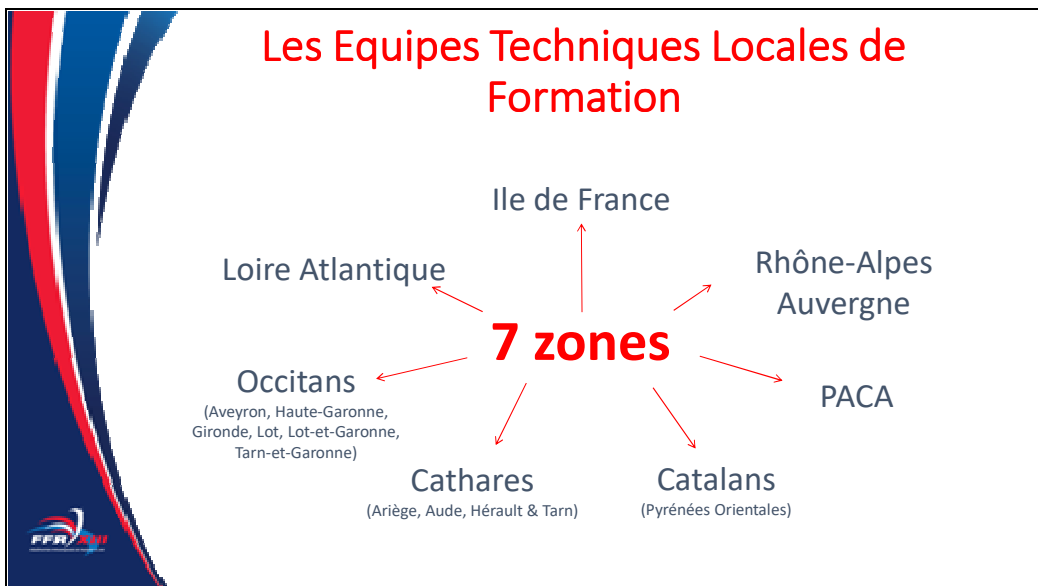 Les Equipes Techniques Locales de
Formation
Ile de France
Loire Atlantique
Rhône-Alpes
Auvergne
7 zones
Occitans
(Aveyron, Haute-Garonne,
Gironde, Lot, Lot-et-Garonne,
Tarn-et-Garonne)
PACA
Cathares
(Ariège, Aude, Hérault & Tarn)
Catalans
(Pyrénées Orientales)
FFR XIII